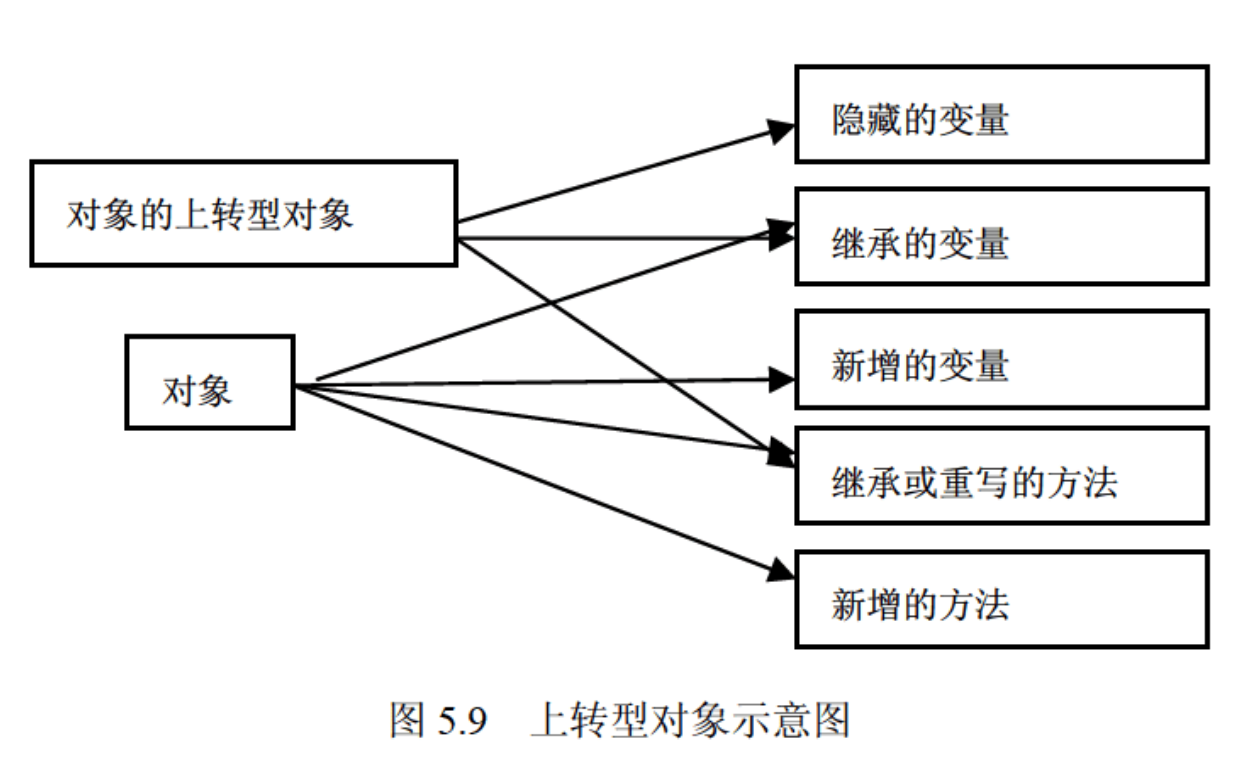 隐藏的变量
对象的上转型对象
继承的变量
新增的变量
对象
继承或重写的方法
新增的方法
图 5.9 上转型对象示意图